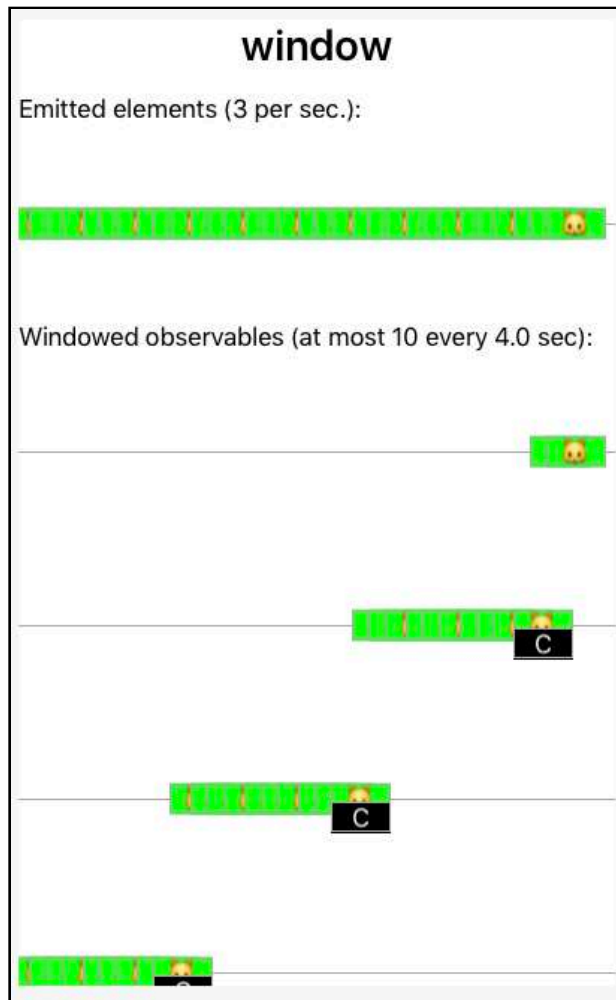 window
Emitted elements (3 per sec.):
Windowed observables (at most 10 every 4.0 sec):
C
C